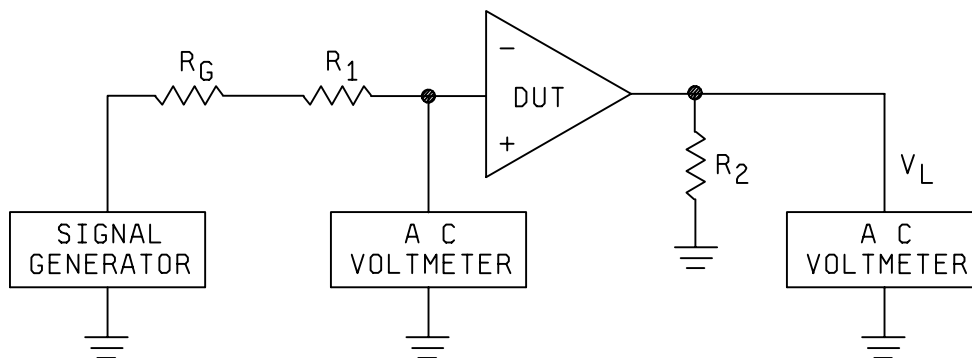 R_G
R_1
−
DUT
+
R_2
V_L
SIGNAL
GENERATOR
A C
VOLTMETER
A C
VOLTMETER